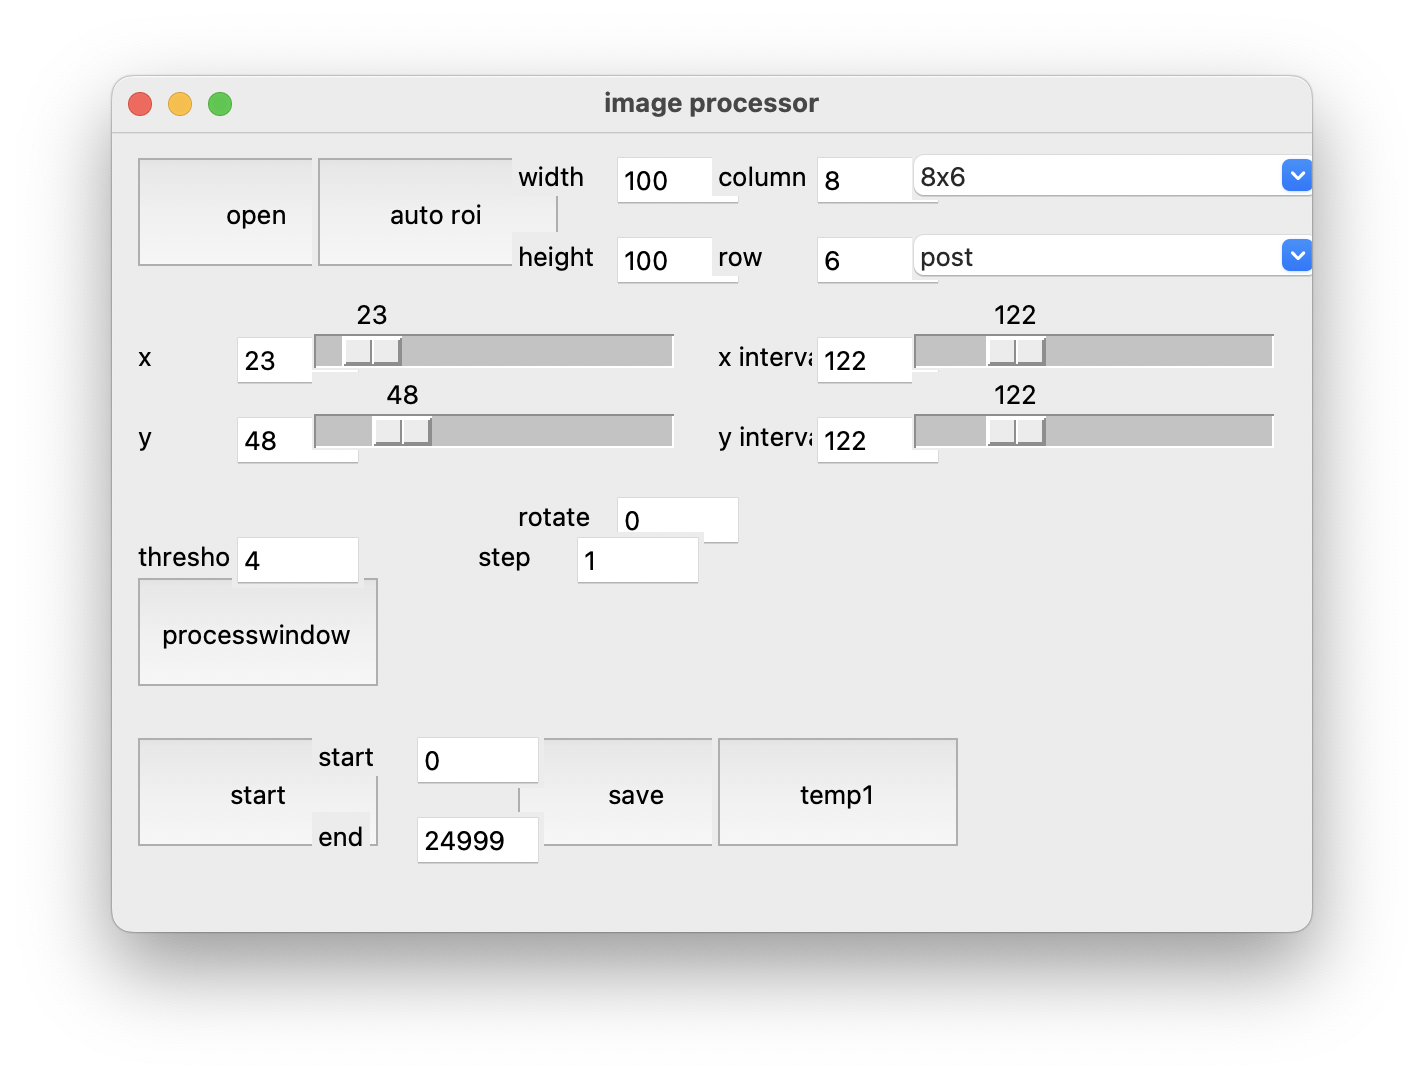 image processor
open
auto roi
width
100
column
8
8x6
height
100
row
6
post
23
122
x
23
x interva
122
48
122
y
48
y interva
122
rotate
0
thresho
4
step
1
processwindow
start
start
0
save
temp1
end
24999